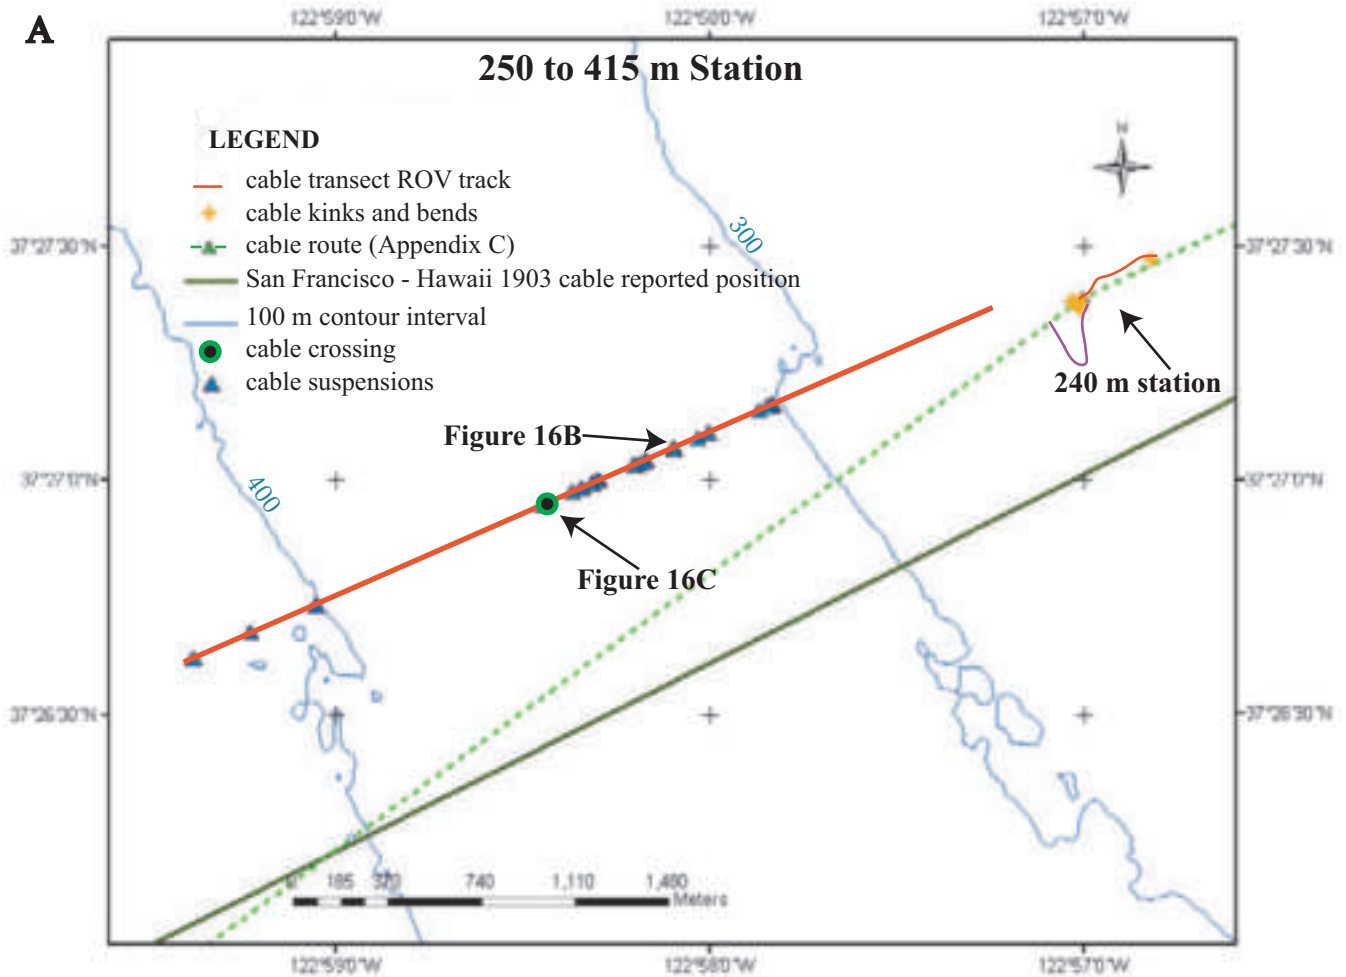 A
122°59'0"W 122°58'0"W 122°57'0"W
250 to 415 m Station
LEGEND
cable transect ROV track
cable kinks and bends
cable route (Appendix C)
San Francisco - Hawaii 1903 cable reported position
100 m contour interval
cable crossing
cable suspensions
N
300
37°27'30"N 37°27'30"N
240 m station
Figure 16B
400
37°27'0"N 37°27'0"N
Figure 16C
37°26'30"N 37°26'30"N
0 185 370 740 1,110 1,480
Meters
122°59'0"W 122°58'0"W 122°57'0"W